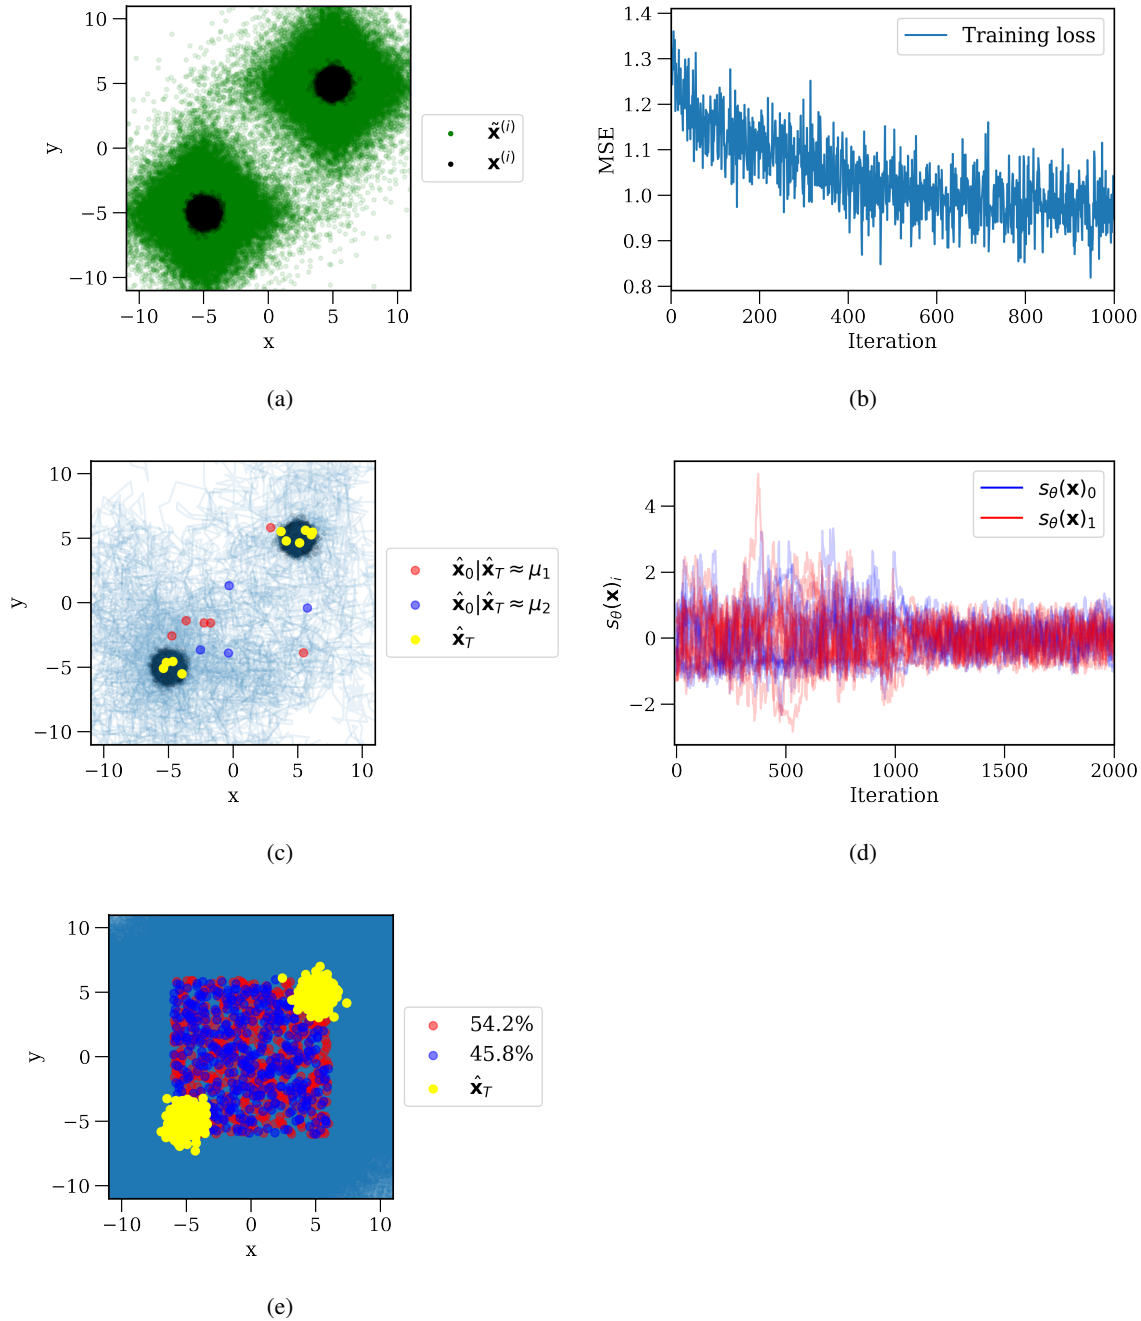 10
5
0
−5
−10
y
−10 −5 0 5 10
x
x̃⁽ⁱ⁾
x⁽ⁱ⁾
(a)
1.4
1.3
1.2
1.1
1.0
0.9
0.8
MSE
Training loss
0 200 400 600 800 1000
Iteration
(b)
10
5
0
−5
−10
y
−10 −5 0 5 10
x
x̂₀|x̂_T ≈ μ₁
x̂₀|x̂_T ≈ μ₂
x̂_T
(c)
4
2
0
−2
s_θ(x)ᵢ
s_θ(x)₀
s_θ(x)₁
0 500 1000 1500 2000
Iteration
(d)
10
5
0
−5
−10
y
−10 −5 0 5 10
x
54.2%
45.8%
x̂_T
(e)